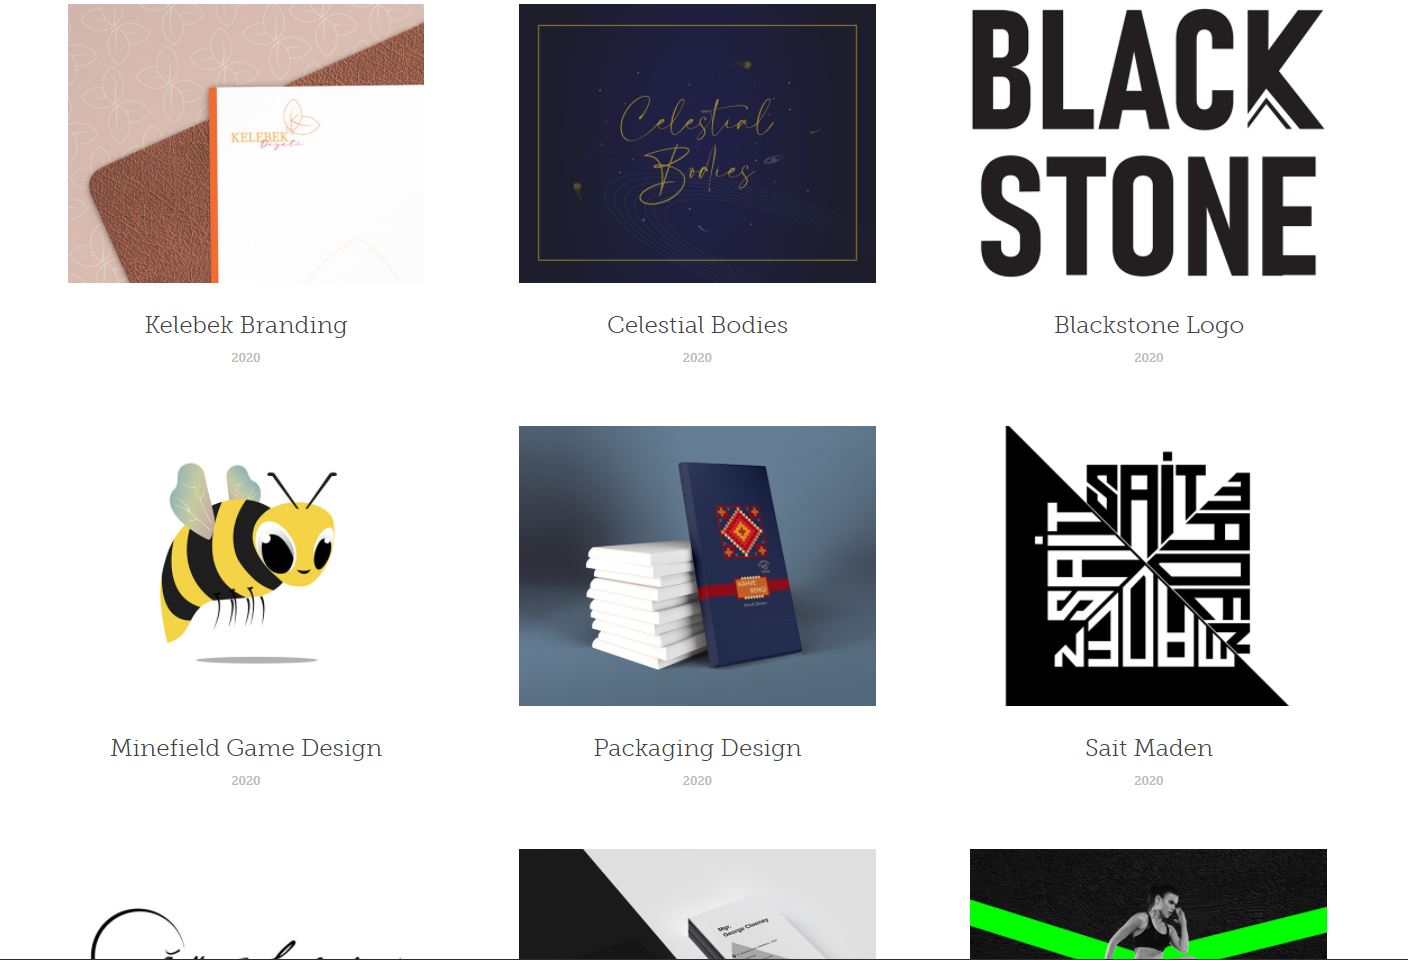 KELEBEK
Celestial
Bodies
BLACK
STONE
Kelebek Branding
2020
Celestial Bodies
2020
Blackstone Logo
2020
KAHVE
RENGİ
SAİT
MADEN
SAİT
MADEN
Minefield Game Design
2020
Packaging Design
2020
Sait Maden
2020
Mgr.
George Clooney